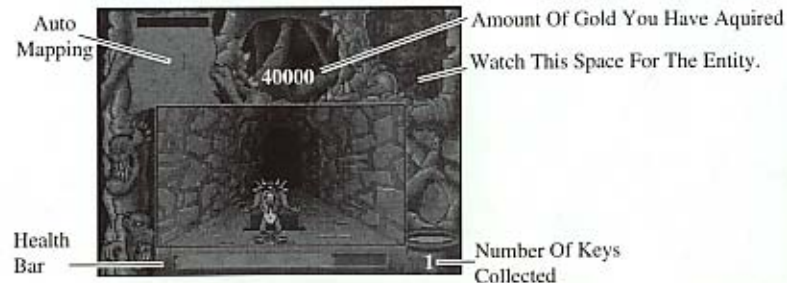 Auto
Mapping
Amount Of Gold You Have Aquired
40000
Watch This Space For The Entity.
Health
Bar
1
Number Of Keys
Collected